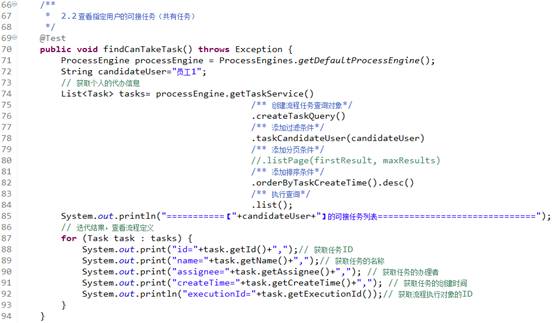 66 /**
67 * 2.2查看指定用户的可接任务（共有任务）
68 */
69 @Test
70 public void findCanTakeTask() throws Exception {
71 ProcessEngine processEngine = ProcessEngines.getDefaultProcessEngine();
72 String candidateUser="员工1";
73 // 获取个人的代办信息
74 List<Task> tasks= processEngine.getTaskService()
75 /** 创建流程任务查询对象*/
76 .createTaskQuery()
77 /** 添加过滤条件*/
78 .taskCandidateUser(candidateUser)
79 /** 添加分页条件*/
80 //.listPage(firstResult, maxResults)
81 /** 添加排序条件*/
82 .orderByTaskCreateTime().desc()
83 /** 执行查询*/
84 .list();
85 System.out.println("===========【"+candidateUser+"】的可接任务列表===============================");
86 // 迭代结果，查看流程定义
87 for (Task task : tasks) {
88 System.out.print("id="+task.getId()+",");// 获取任务ID
89 System.out.print("name="+task.getName()+",");// 获取任务的名称
90 System.out.print("assignee="+task.getAssignee()+","); // 获取任务的办理者
91 System.out.print("createTime="+task.getCreateTime()+","); // 获取任务的创建时间
92 System.out.println("executionId="+task.getExecutionId());// 获取流程执行对象的ID
93 }
94 }